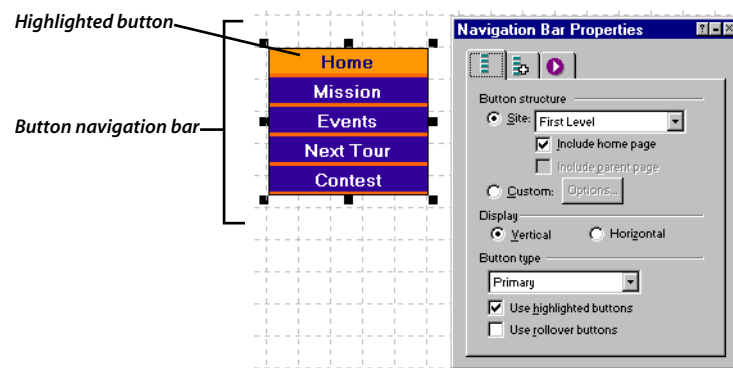 Highlighted button
Button navigation bar
Home
Mission
Events
Next Tour
Contest
Navigation Bar Properties
Button structure
Site: First Level
Include home page
Include parent page
Custom: Options...
Display
Vertical Horizontal
Button type
Primary
Use highlighted buttons
Use rollover buttons